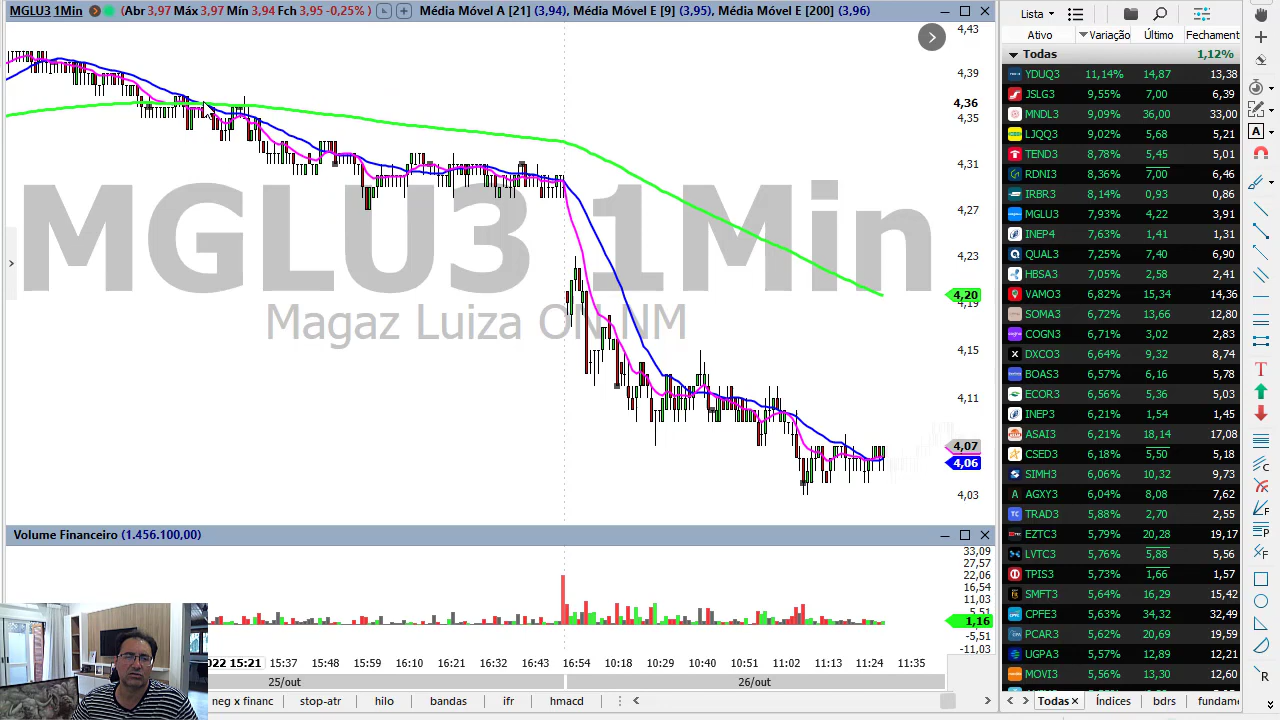 MGLU3 1Min (Abr 3,97 Máx 3,97 Mín 3,94 Fch 3,95 -0,25%) Média Móvel A [21] (3,94), Média Móvel E [9] (3,95), Média Móvel E [200] (3,96)
4,43
4,39
4,36
4,35
4,31
4,27
4,23
4,20
4,19
4,15
4,11
4,07
4,06
4,03
MGLU3 1Min
Magaz Luiza ON NM
Volume Financeiro (1.456.100,00)
33,09
27,57
22,06
16,54
11,03
5,51
1,16
-5,51
-11,03
2022 15:21 15:37 15:48 15:59 16:10 16:21 16:32 16:43 16:54 10:18 10:29 10:40 10:51 11:02 11:13 11:24 11:35
25/out 26/out
neg x financ stop-atr hilo bandas ifr hmacd
Lista
Ativo Variação Último Fechament
Todas 1,12%
YDUQ3 11,14% 14,87 13,38
JSLG3 9,55% 7,00 6,39
MNDL3 9,09% 36,00 33,00
LJQQ3 9,02% 5,68 5,21
TEND3 8,78% 5,45 5,01
RDNI3 8,36% 7,00 6,46
IRBR3 8,14% 0,93 0,86
MGLU3 7,93% 4,22 3,91
INEP4 7,63% 1,41 1,31
QUAL3 7,25% 7,40 6,90
HBSA3 7,05% 2,58 2,41
VAMO3 6,82% 15,34 14,36
SOMA3 6,72% 13,66 12,80
COGN3 6,71% 3,02 2,83
DXCO3 6,64% 9,32 8,74
BOAS3 6,57% 6,16 5,78
ECOR3 6,56% 5,36 5,03
INEP3 6,21% 1,54 1,45
ASAI3 6,21% 18,14 17,08
CSED3 6,18% 5,50 5,18
SIMH3 6,06% 10,32 9,73
AGXY3 6,04% 8,08 7,62
TRAD3 5,88% 2,70 2,55
EZTC3 5,79% 20,28 19,17
LVTC3 5,76% 5,88 5,56
TPIS3 5,73% 1,66 1,57
SMFT3 5,64% 16,29 15,42
CPFE3 5,63% 34,32 32,49
PCAR3 5,62% 20,69 19,59
UGPA3 5,57% 12,89 12,21
MOVI3 5,56% 13,30 12,60
Todas Índices bdrs fundament